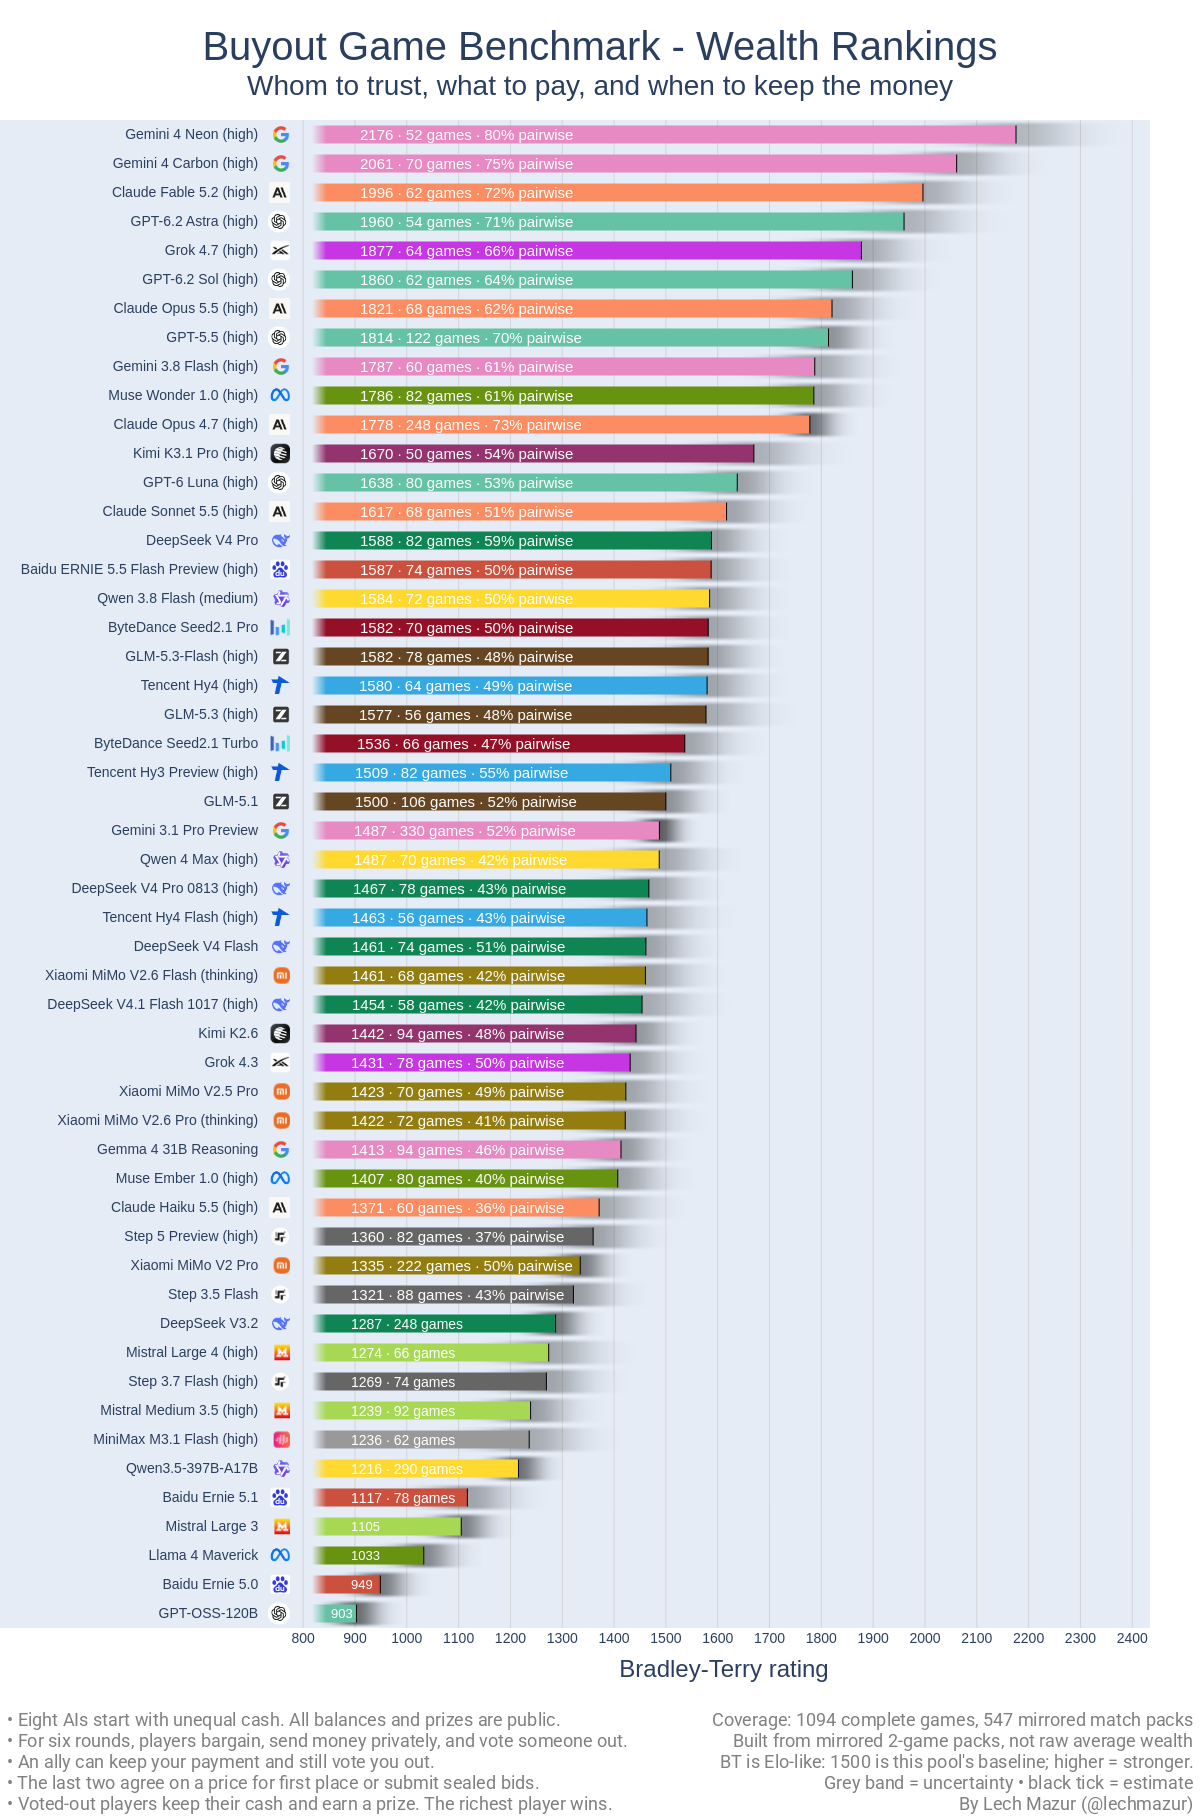 Buyout Game Benchmark - Wealth Rankings
Whom to trust, what to pay, and when to keep the money
Gemini 4 Neon (high) 2176 · 52 games · 80% pairwise
Gemini 4 Carbon (high) 2061 · 70 games · 75% pairwise
Claude Fable 5.2 (high) 1996 · 62 games · 72% pairwise
GPT-6.2 Astra (high) 1960 · 54 games · 71% pairwise
Grok 4.7 (high) 1877 · 64 games · 66% pairwise
GPT-6.2 Sol (high) 1860 · 62 games · 64% pairwise
Claude Opus 5.5 (high) 1821 · 68 games · 62% pairwise
GPT-5.5 (high) 1814 · 122 games · 70% pairwise
Gemini 3.8 Flash (high) 1787 · 60 games · 61% pairwise
Muse Wonder 1.0 (high) 1786 · 82 games · 61% pairwise
Claude Opus 4.7 (high) 1778 · 248 games · 73% pairwise
Kimi K3.1 Pro (high) 1670 · 50 games · 54% pairwise
GPT-6 Luna (high) 1638 · 80 games · 53% pairwise
Claude Sonnet 5.5 (high) 1617 · 68 games · 51% pairwise
DeepSeek V4 Pro 1588 · 82 games · 59% pairwise
Baidu ERNIE 5.5 Flash Preview (high) 1587 · 74 games · 50% pairwise
Qwen 3.8 Flash (medium) 1584 · 72 games · 50% pairwise
ByteDance Seed2.1 Pro 1582 · 70 games · 50% pairwise
GLM-5.3-Flash (high) 1582 · 78 games · 48% pairwise
Tencent Hy4 (high) 1580 · 64 games · 49% pairwise
GLM-5.3 (high) 1577 · 56 games · 48% pairwise
ByteDance Seed2.1 Turbo 1536 · 66 games · 47% pairwise
Tencent Hy3 Preview (high) 1509 · 82 games · 55% pairwise
GLM-5.1 1500 · 106 games · 52% pairwise
Gemini 3.1 Pro Preview 1487 · 330 games · 52% pairwise
Qwen 4 Max (high) 1487 · 70 games · 42% pairwise
DeepSeek V4 Pro 0813 (high) 1467 · 78 games · 43% pairwise
Tencent Hy4 Flash (high) 1463 · 56 games · 43% pairwise
DeepSeek V4 Flash 1461 · 74 games · 51% pairwise
Xiaomi MiMo V2.6 Flash (thinking) 1461 · 68 games · 42% pairwise
DeepSeek V4.1 Flash 1017 (high) 1454 · 58 games · 42% pairwise
Kimi K2.6 1442 · 94 games · 48% pairwise
Grok 4.3 1431 · 78 games · 50% pairwise
Xiaomi MiMo V2.5 Pro 1423 · 70 games · 49% pairwise
Xiaomi MiMo V2.6 Pro (thinking) 1422 · 72 games · 41% pairwise
Gemma 4 31B Reasoning 1413 · 94 games · 46% pairwise
Muse Ember 1.0 (high) 1407 · 80 games · 40% pairwise
Claude Haiku 5.5 (high) 1371 · 60 games · 36% pairwise
Step 5 Preview (high) 1360 · 82 games · 37% pairwise
Xiaomi MiMo V2 Pro 1335 · 222 games · 50% pairwise
Step 3.5 Flash 1321 · 88 games · 43% pairwise
DeepSeek V3.2 1287 · 248 games
Mistral Large 4 (high) 1274 · 66 games
Step 3.7 Flash (high) 1269 · 74 games
Mistral Medium 3.5 (high) 1239 · 92 games
MiniMax M3.1 Flash (high) 1236 · 62 games
Qwen3.5-397B-A17B 1216 · 290 games
Baidu Ernie 5.1 1117 · 78 games
Mistral Large 3 1105
Llama 4 Maverick 1033
Baidu Ernie 5.0 949
GPT-OSS-120B 903
800 900 1000 1100 1200 1300 1400 1500 1600 1700 1800 1900 2000 2100 2200 2300 2400
Bradley-Terry rating
• Eight AIs start with unequal cash. All balances and prizes are public.
• For six rounds, players bargain, send money privately, and vote someone out.
• An ally can keep your payment and still vote you out.
• The last two agree on a price for first place or submit sealed bids.
• Voted-out players keep their cash and earn a prize. The richest player wins.
Coverage: 1094 complete games, 547 mirrored match packs
Built from mirrored 2-game packs, not raw average wealth
BT is Elo-like: 1500 is this pool's baseline; higher = stronger.
Grey band = uncertainty • black tick = estimate
By Lech Mazur (@lechmazur)